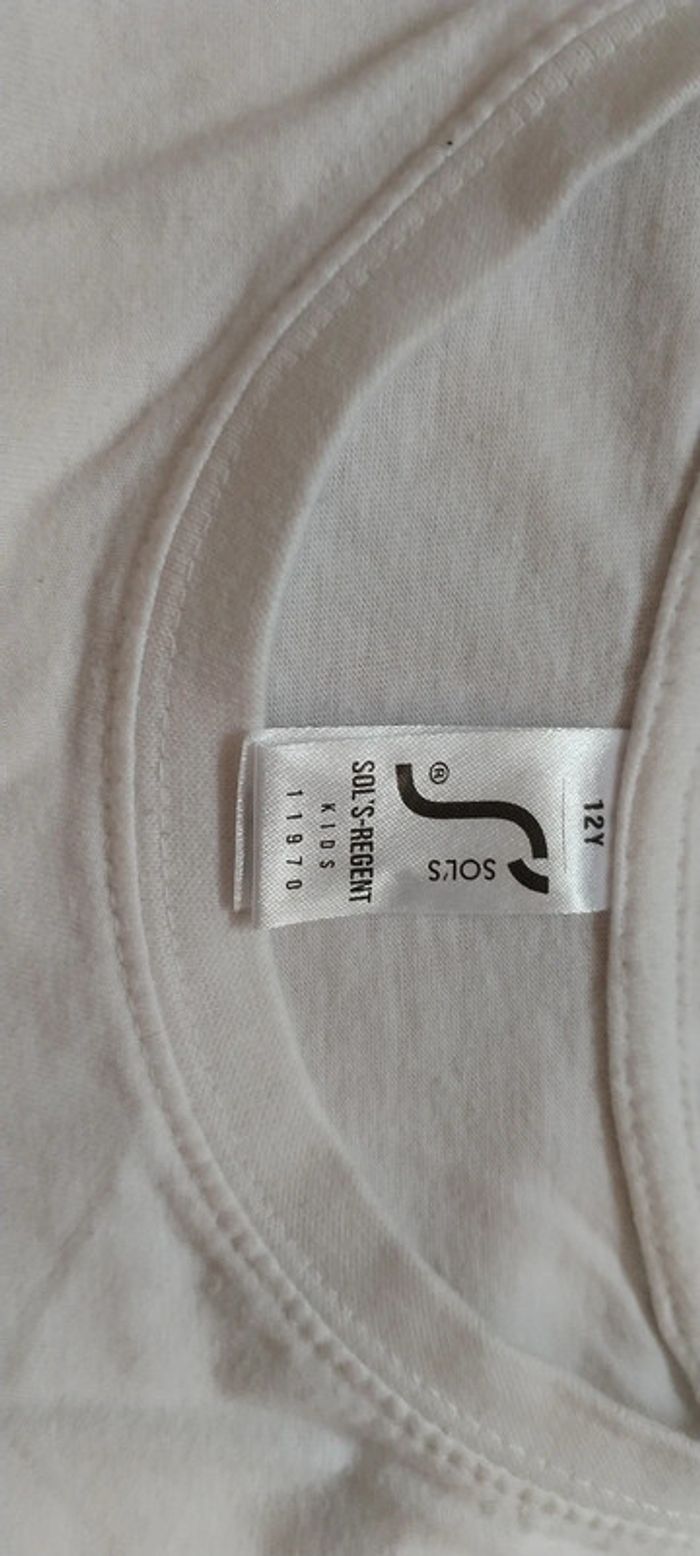 12Y
SOL'S
®
SOL'S-REGENT
KIDS
11970